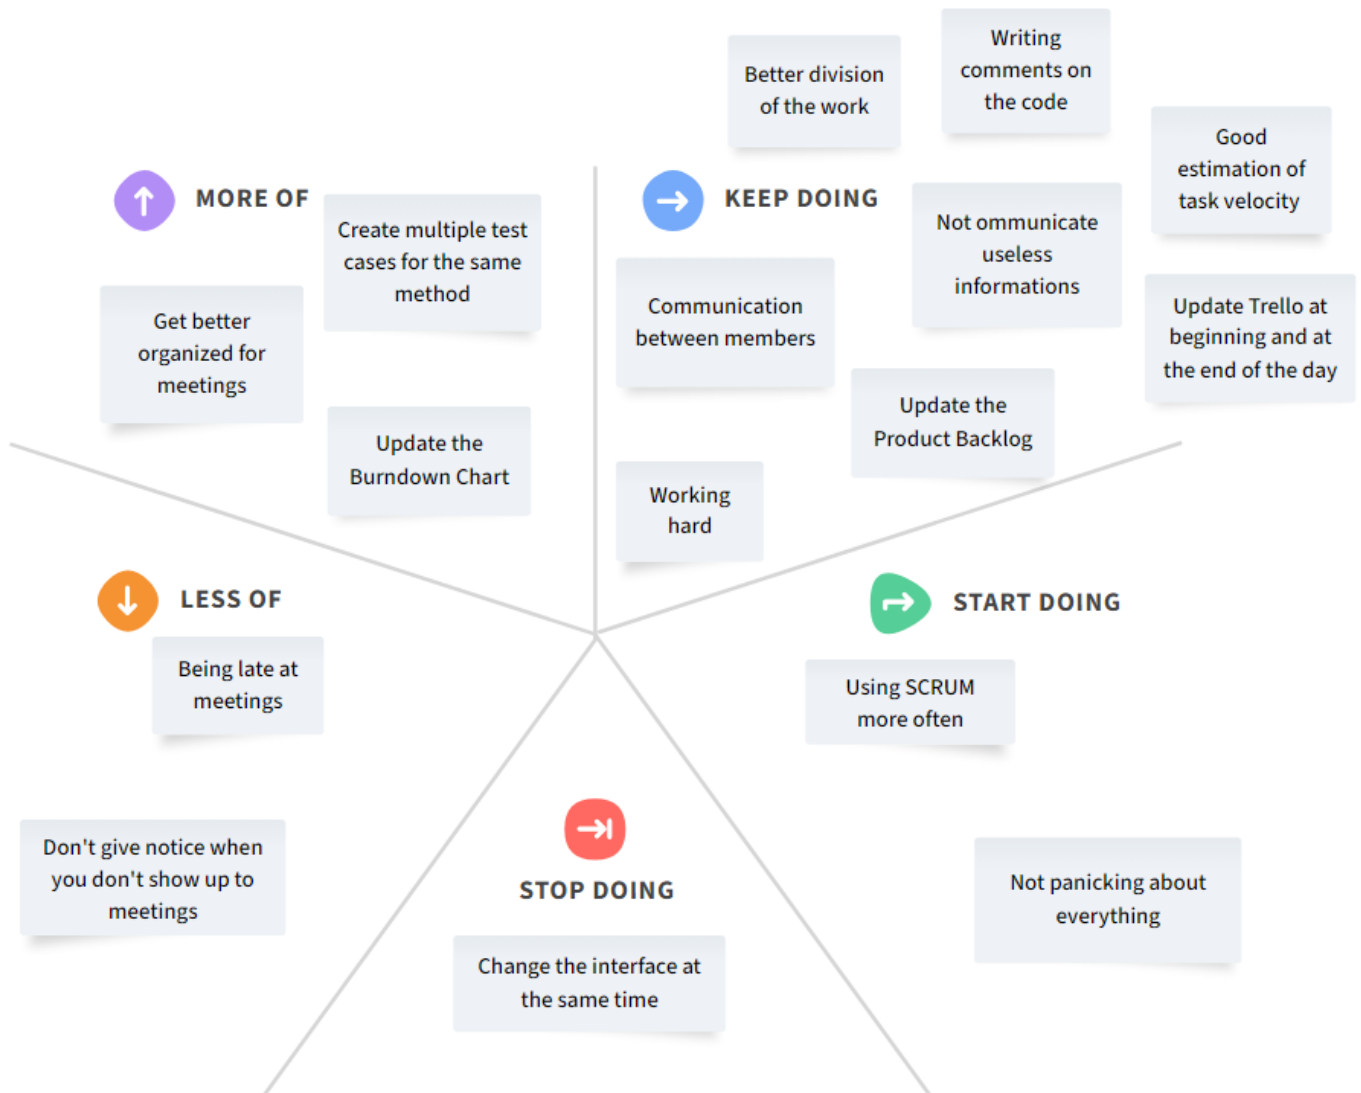 MORE OF
Create multiple test
cases for the same
method
Get better
organized for
meetings
Update the
Burndown Chart
KEEP DOING
Better division
of the work
Writing
comments on
the code
Good
estimation of
task velocity
Not ommunicate
useless
informations
Communication
between members
Update Trello at
beginning and at
the end of the day
Update the
Product Backlog
Working
hard
LESS OF
Being late at
meetings
Don't give notice when
you don't show up to
meetings
STOP DOING
Change the interface at
the same time
START DOING
Using SCRUM
more often
Not panicking about
everything